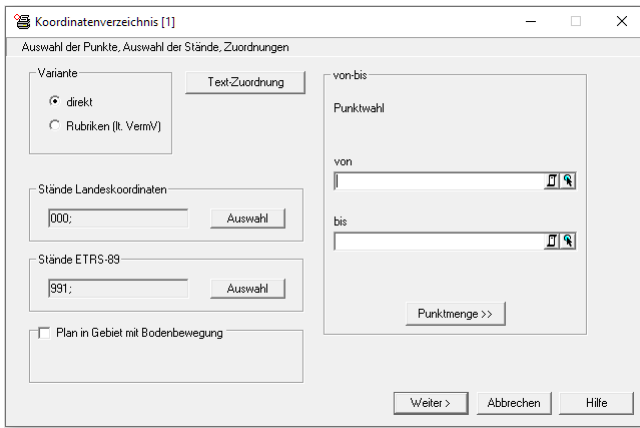 Koordinatenverzeichnis [1]
Auswahl der Punkte, Auswahl der Stände, Zuordnungen
Variante
direkt
Rubriken (lt. VermV)
Text-Zuordnung
Stände Landeskoordinaten
000;
Auswahl
Stände ETRS-89
991;
Auswahl
Plan in Gebiet mit Bodenbewegung
von-bis
Punktwahl
von
bis
Punktmenge >>
Weiter >
Abbrechen
Hilfe